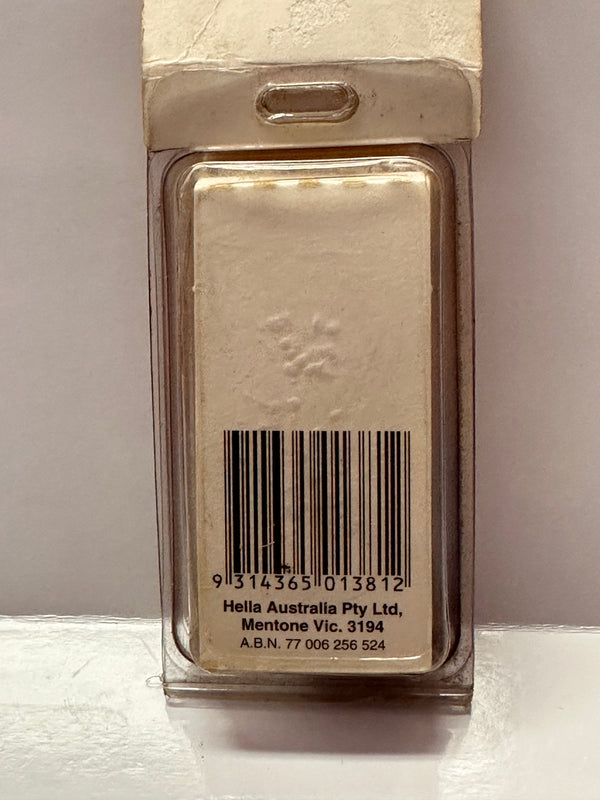 9 314365 013812
Hella Australia Pty Ltd,
Mentone Vic. 3194
A.B.N. 77 006 256 524